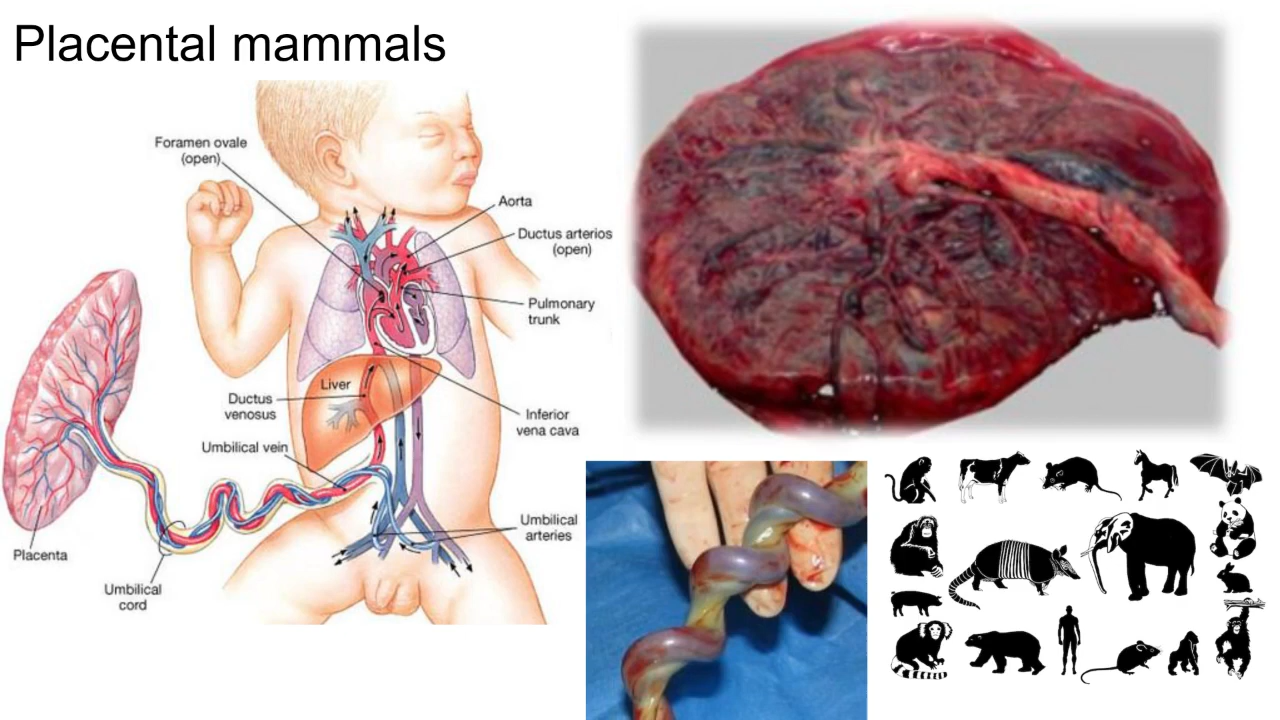 Placental mammals
Foramen ovale
(open)
Aorta
Ductus arterios
(open)
Pulmonary
trunk
Liver
Ductus
venosus
Inferior
vena cava
Umbilical vein
Umbilical
arteries
Placenta
Umbilical
cord